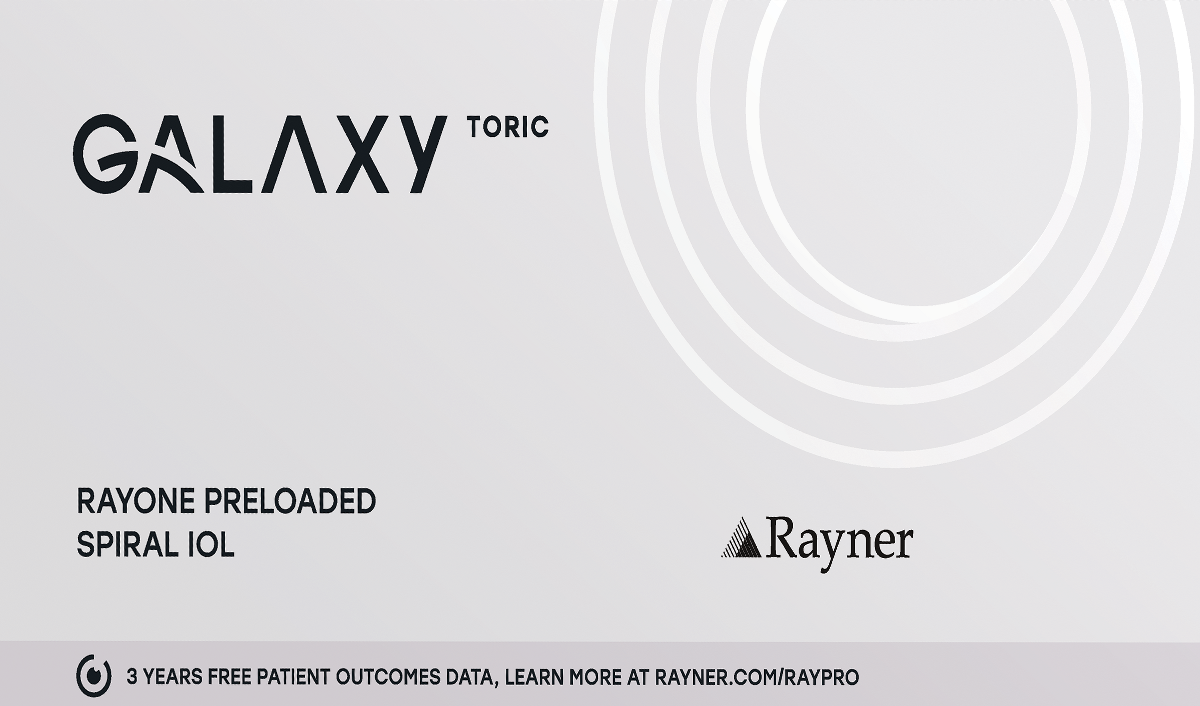 GALAXY TORIC
RAYONE PRELOADED
SPIRAL IOL
Rayner
3 YEARS FREE PATIENT OUTCOMES DATA, LEARN MORE AT RAYNER.COM/RAYPRO